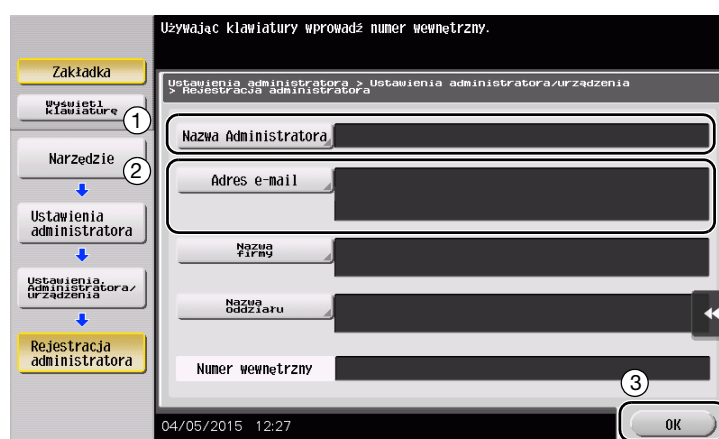 Używając klawiatury wprowadź numer wewnętrzny.
Zakładka
Wyświetl
klawiaturę
1
Narzędzie
2
Ustawienia
administratora
Ustawienia.
Administratora/
urządzenia
Rejestracja
administratora
Ustawienia administratora > Ustawienia administratora/urządzenia
> Rejestracja administratora
Nazwa Administratora
Adres e-mail
Nazwa
firmy
Nazwa
oddziału
Numer wewnętrzny
3
04/05/2015 12:27
OK